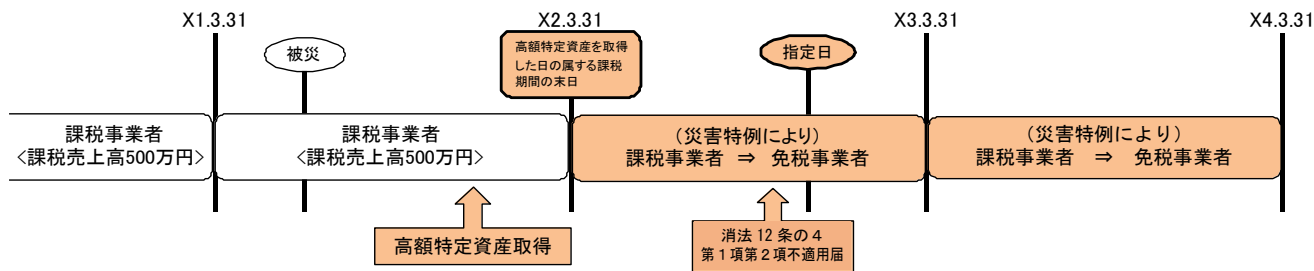 X1.3.31
X2.3.31
X3.3.31
X4.3.31
被災
高額特定資産を取得
した日の属する課税
期間の末日
指定日
課税事業者
<課税売上高500万円>
課税事業者
<課税売上高500万円>
(災害特例により)
課税事業者 ⇒ 免税事業者
(災害特例により)
課税事業者 ⇒ 免税事業者
高額特定資産取得
消法12条の4
第1項第2項不適用届